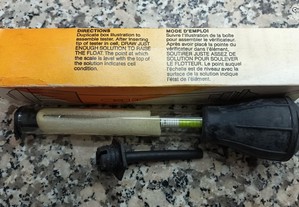 DIRECTIONS
Duplicate box illustration to
assemble tester. After inserting
tip of tester in cell, DRAW JUST
ENOUGH SOLUTION TO RAISE
THE FLOAT. The point at which
the scale is level with the top of
the solution indicates cell
condition.
MODE D'EMPLOI
Suivre l'illustration de la boîte
pour assembler le vérificateur.
Après avoir placé la pointe du
vérificateur dans l'élément,
SOUTIRER JUSTE ASSEZ DE
SOLUTION POUR SOULEVER
LE FLOTTEUR. Le point auquel
l'échelle est de niveau avec la
surface de la solution indique
l'état de l'élément.